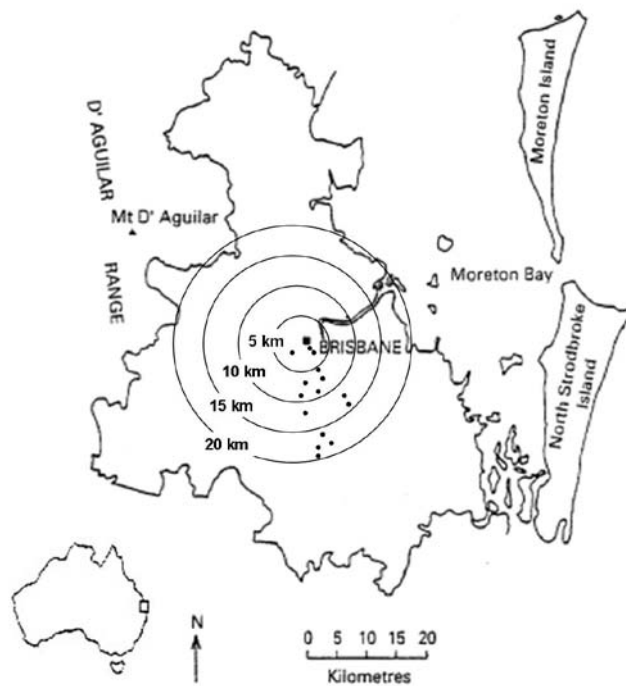 Moreton Island
D' AGUILAR
Mt D' Aguilar
RANGE
Moreton Bay
5 km
BRISBANE
10 km
15 km
20 km
North Strodbroke
Island
N
0 5 10 15 20
Kilometres